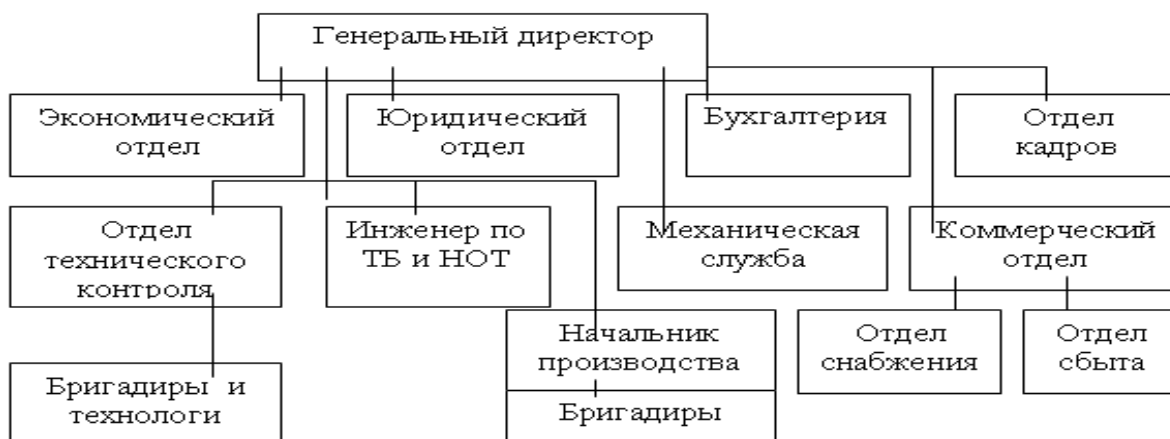 Генеральный директор
Экономический
отдел
Юридический
отдел
Бухгалтерия
Отдел
кадров
Отдел
технического
контроля
Инженер по
ТБ и НОТ
Механическая
служба
Коммерческий
отдел
Начальник
производства
Отдел
снабжения
Отдел
сбыта
Бригадиры и
технологи
Бригадиры